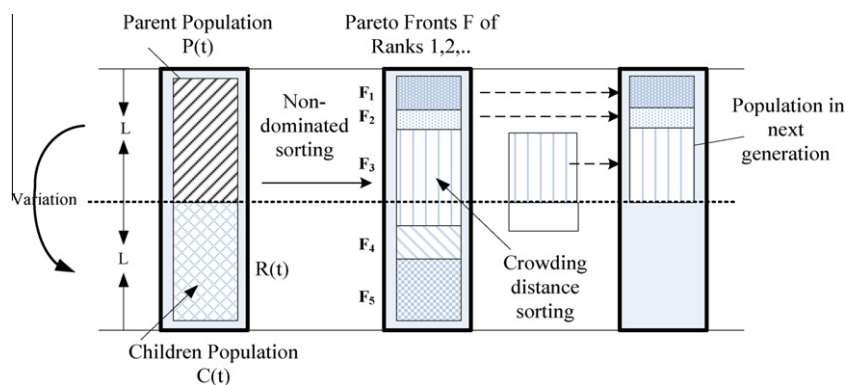 Parent Population
P(t)
Pareto Fronts F of
Ranks 1,2,..
L
Variation
L
Non-
dominated
sorting
R(t)
Children Population
C(t)
F1
F2
F3
F4
F5
Crowding
distance
sorting
Population in
next
generation